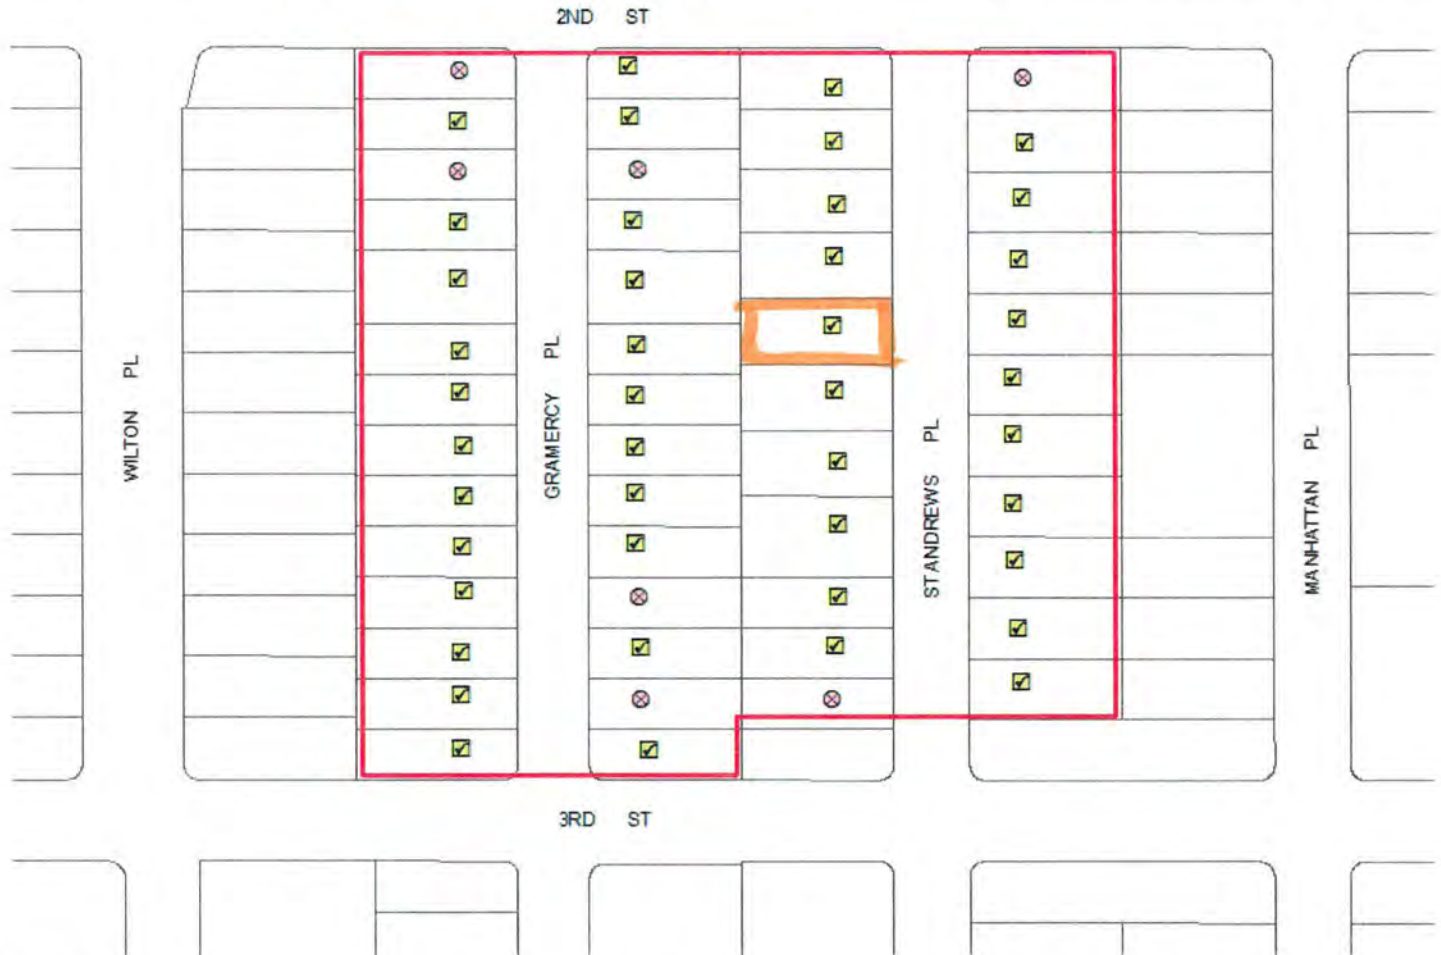 2ND ST
WILTON PL
GRAMERCY PL
ST ANDREWS PL
MANHATTAN PL
3RD ST